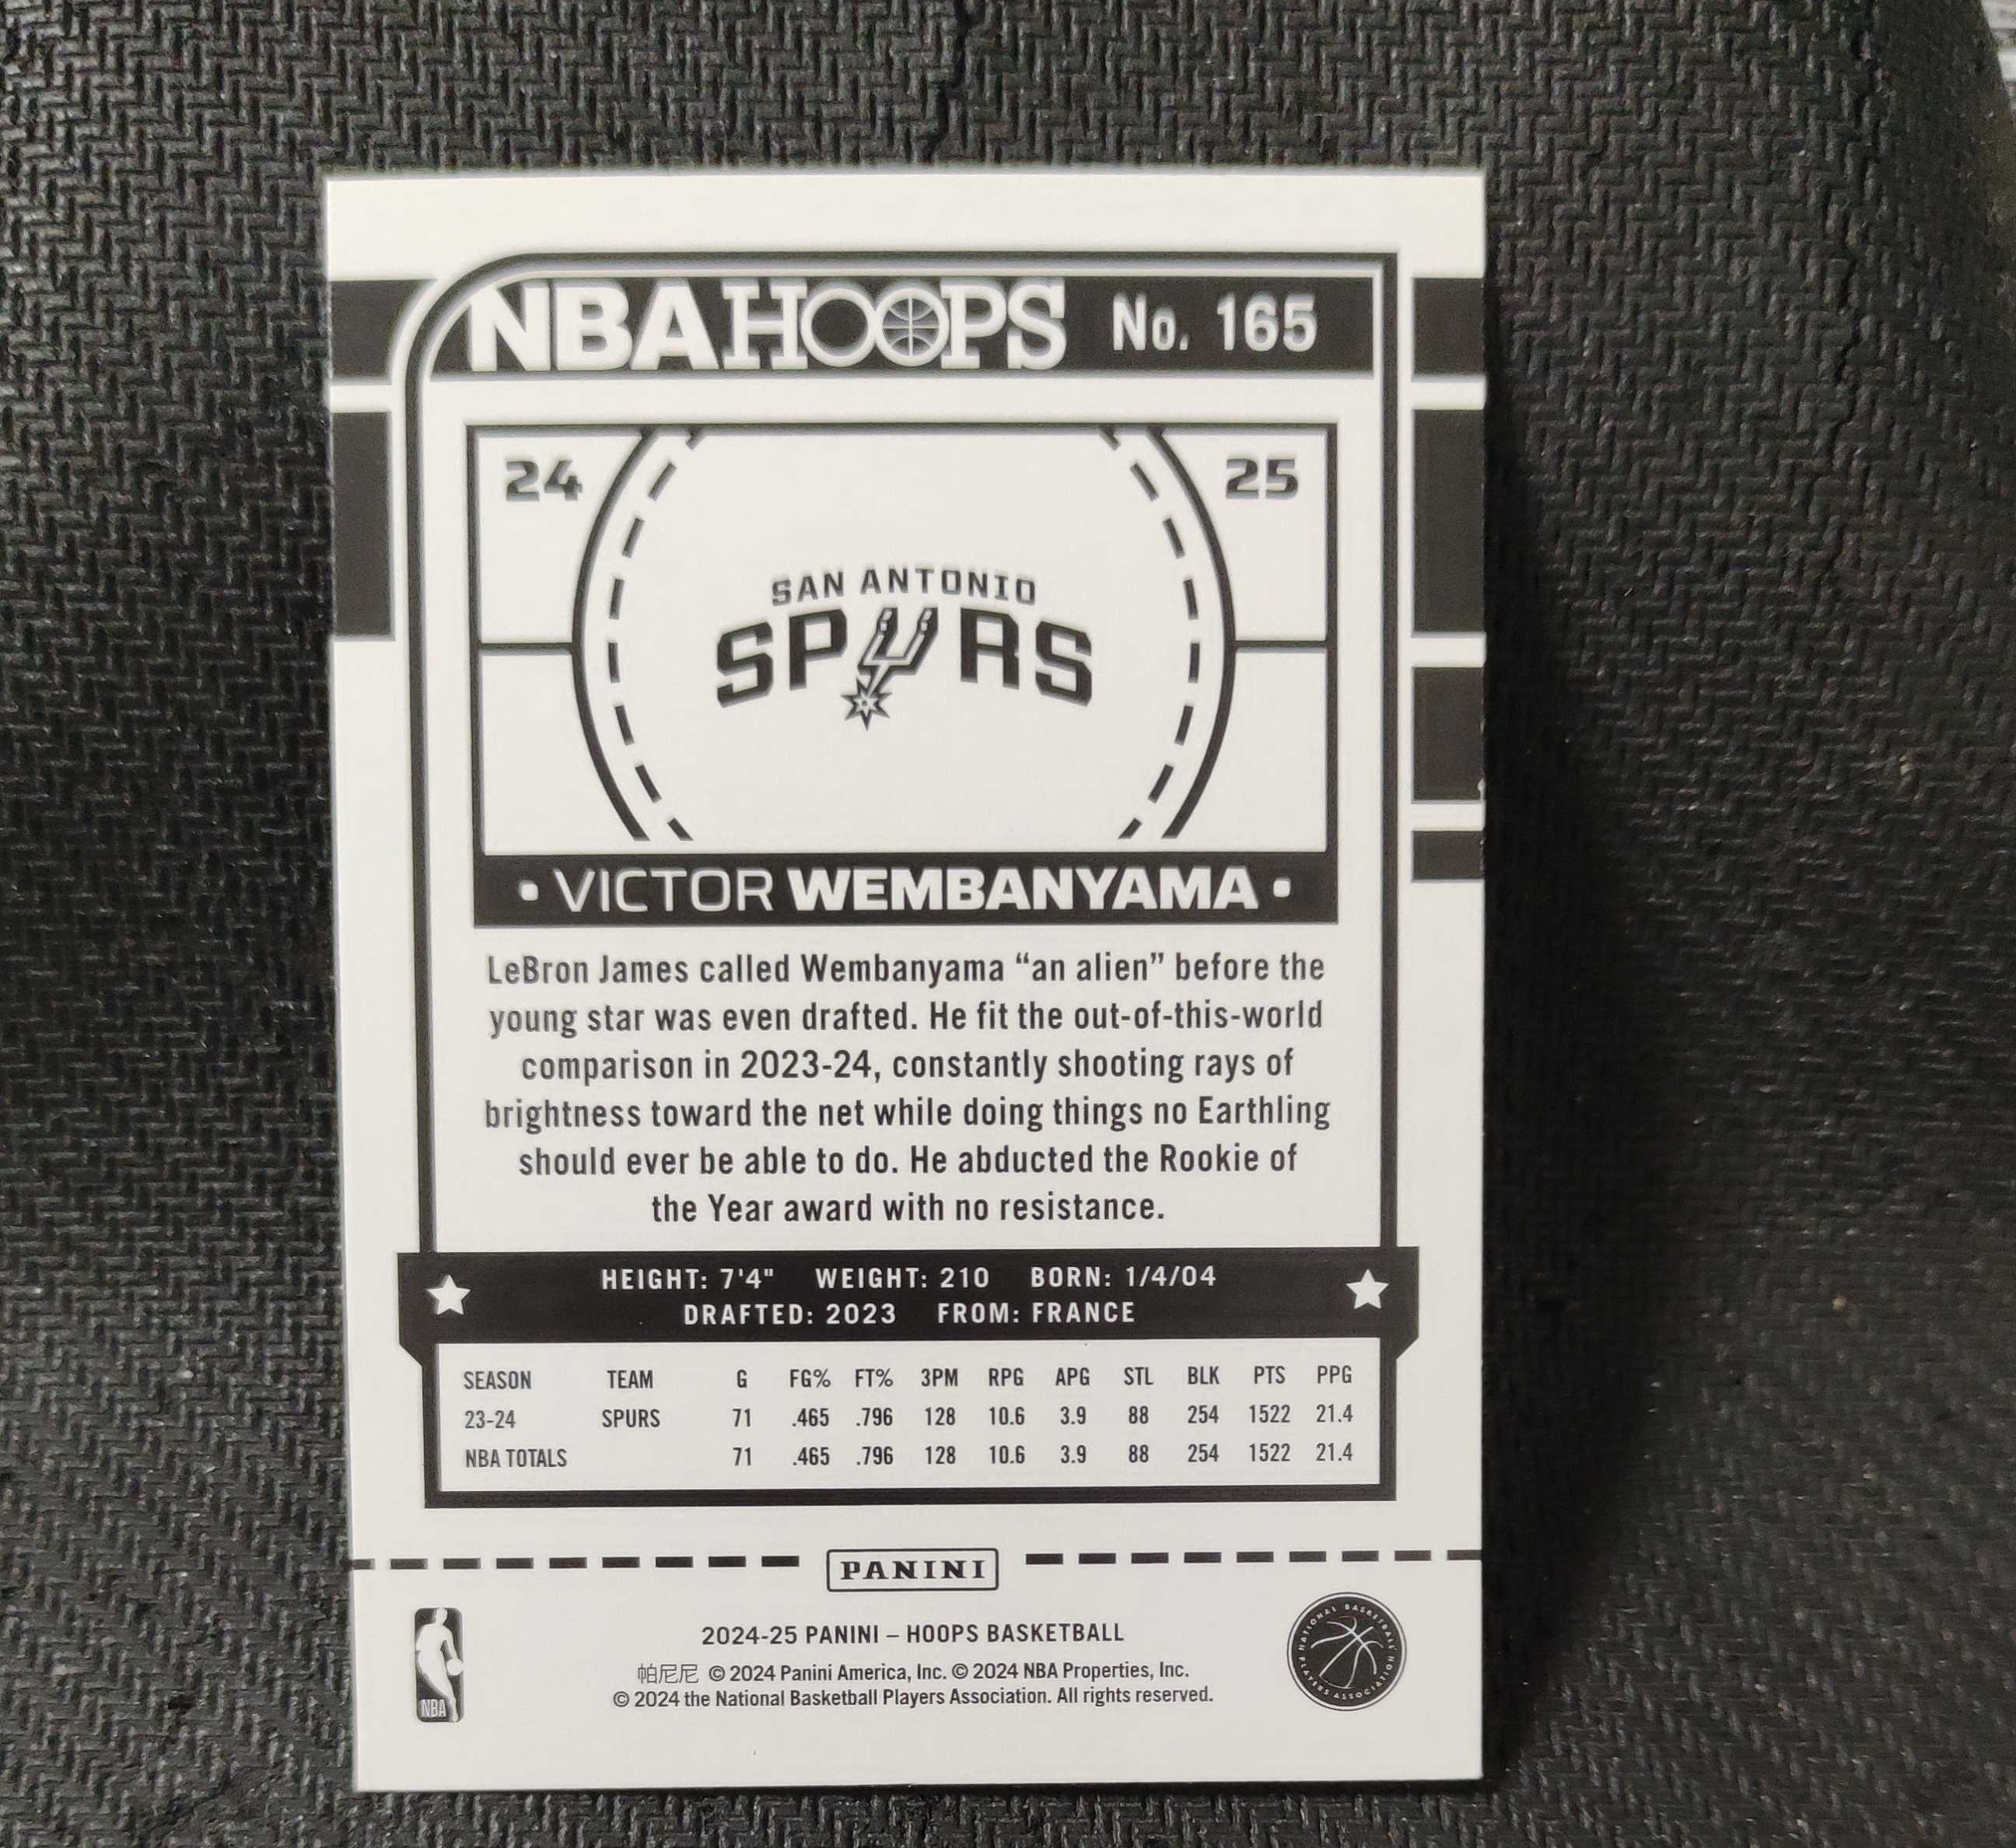 NBA HOOPS No. 165
24 25
SAN ANTONIO
SPURS
• VICTOR WEMBANYAMA •
LeBron James called Wembanyama “an alien” before the
young star was even drafted. He fit the out-of-this-world
comparison in 2023-24, constantly shooting rays of
brightness toward the net while doing things no Earthling
should ever be able to do. He abducted the Rookie of
the Year award with no resistance.
HEIGHT: 7'4" WEIGHT: 210 BORN: 1/4/04
DRAFTED: 2023 FROM: FRANCE
SEASON TEAM G FG% FT% 3PM RPG APG STL BLK PTS PPG
23-24 SPURS 71 .465 .796 128 10.6 3.9 88 254 1522 21.4
NBA TOTALS 71 .465 .796 128 10.6 3.9 88 254 1522 21.4
PANINI
2024-25 PANINI – HOOPS BASKETBALL
帕尼尼 © 2024 Panini America, Inc. © 2024 NBA Properties, Inc.
© 2024 the National Basketball Players Association. All rights reserved.
NBA
NATIONAL BASKETBALL PLAYERS ASSOCIATION